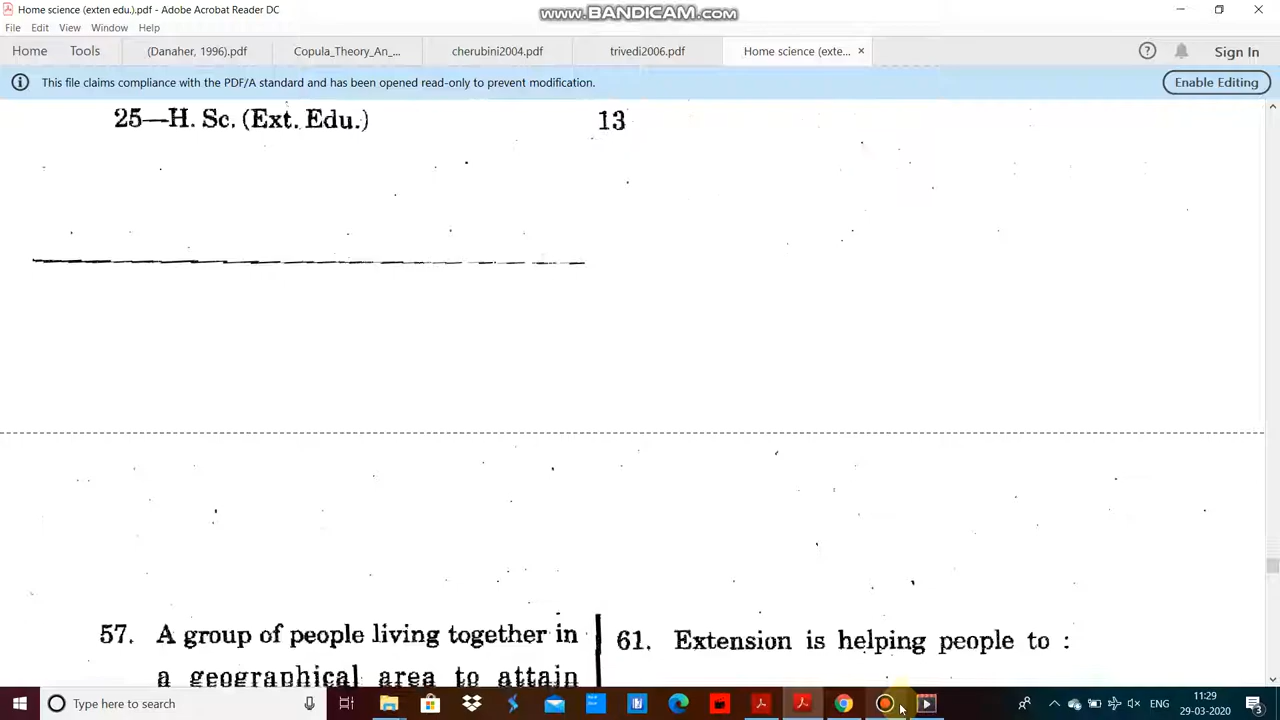 Home science (exten edu.).pdf - Adobe Acrobat Reader DC
www.BANDICAM.com
File Edit View Window Help
Home Tools (Danaher, 1996).pdf Copula_Theory_An_... cherubini2004.pdf trivedi2006.pdf Home science (exte... ×
Sign In
This file claims compliance with the PDF/A standard and has been opened read-only to prevent modification.
Enable Editing
25—H. Sc. (Ext. Edu.) 13
57. A group of people living together in
a geographical area to attain
61. Extension is helping people to :
Type here to search
ENG
11:29
29-03-2020
3